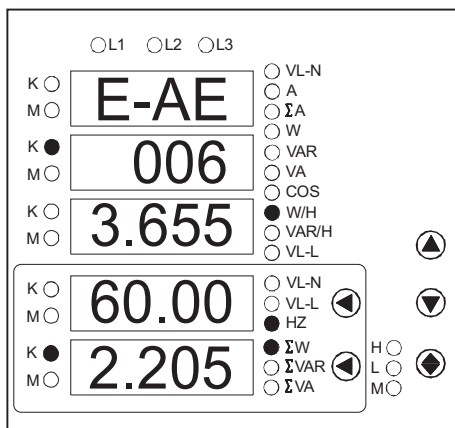 L1 L2 L3
K
M
E-AE
VL-N
A
ΣA
W
K
M
006
VAR
VA
COS
K
M
3.655
W/H
VAR/H
VL-L
K
M
60.00
VL-N
VL-L
HZ
K
M
2.205
ΣW
ΣVAR
ΣVA
H
L
M